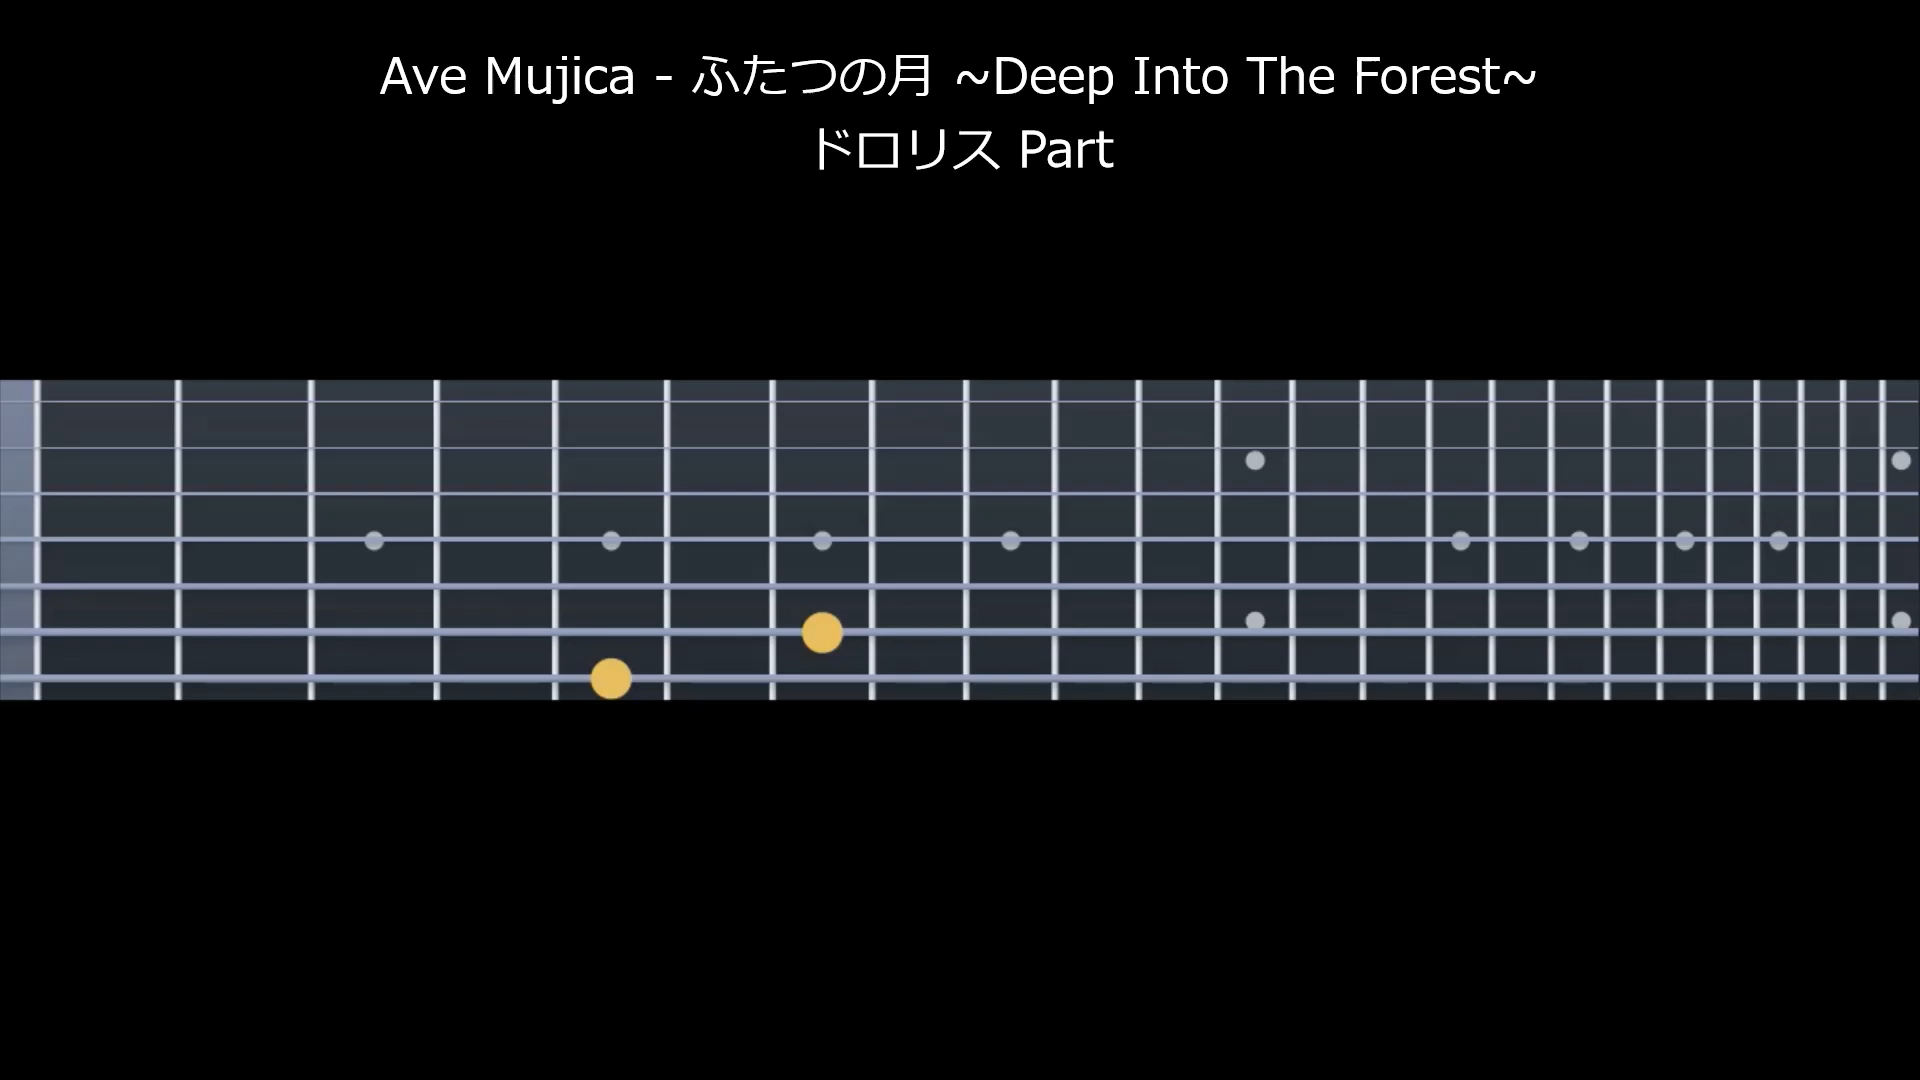 Ave Mujica - ふたつの月 ~Deep Into The Forest~
ドロリス Part